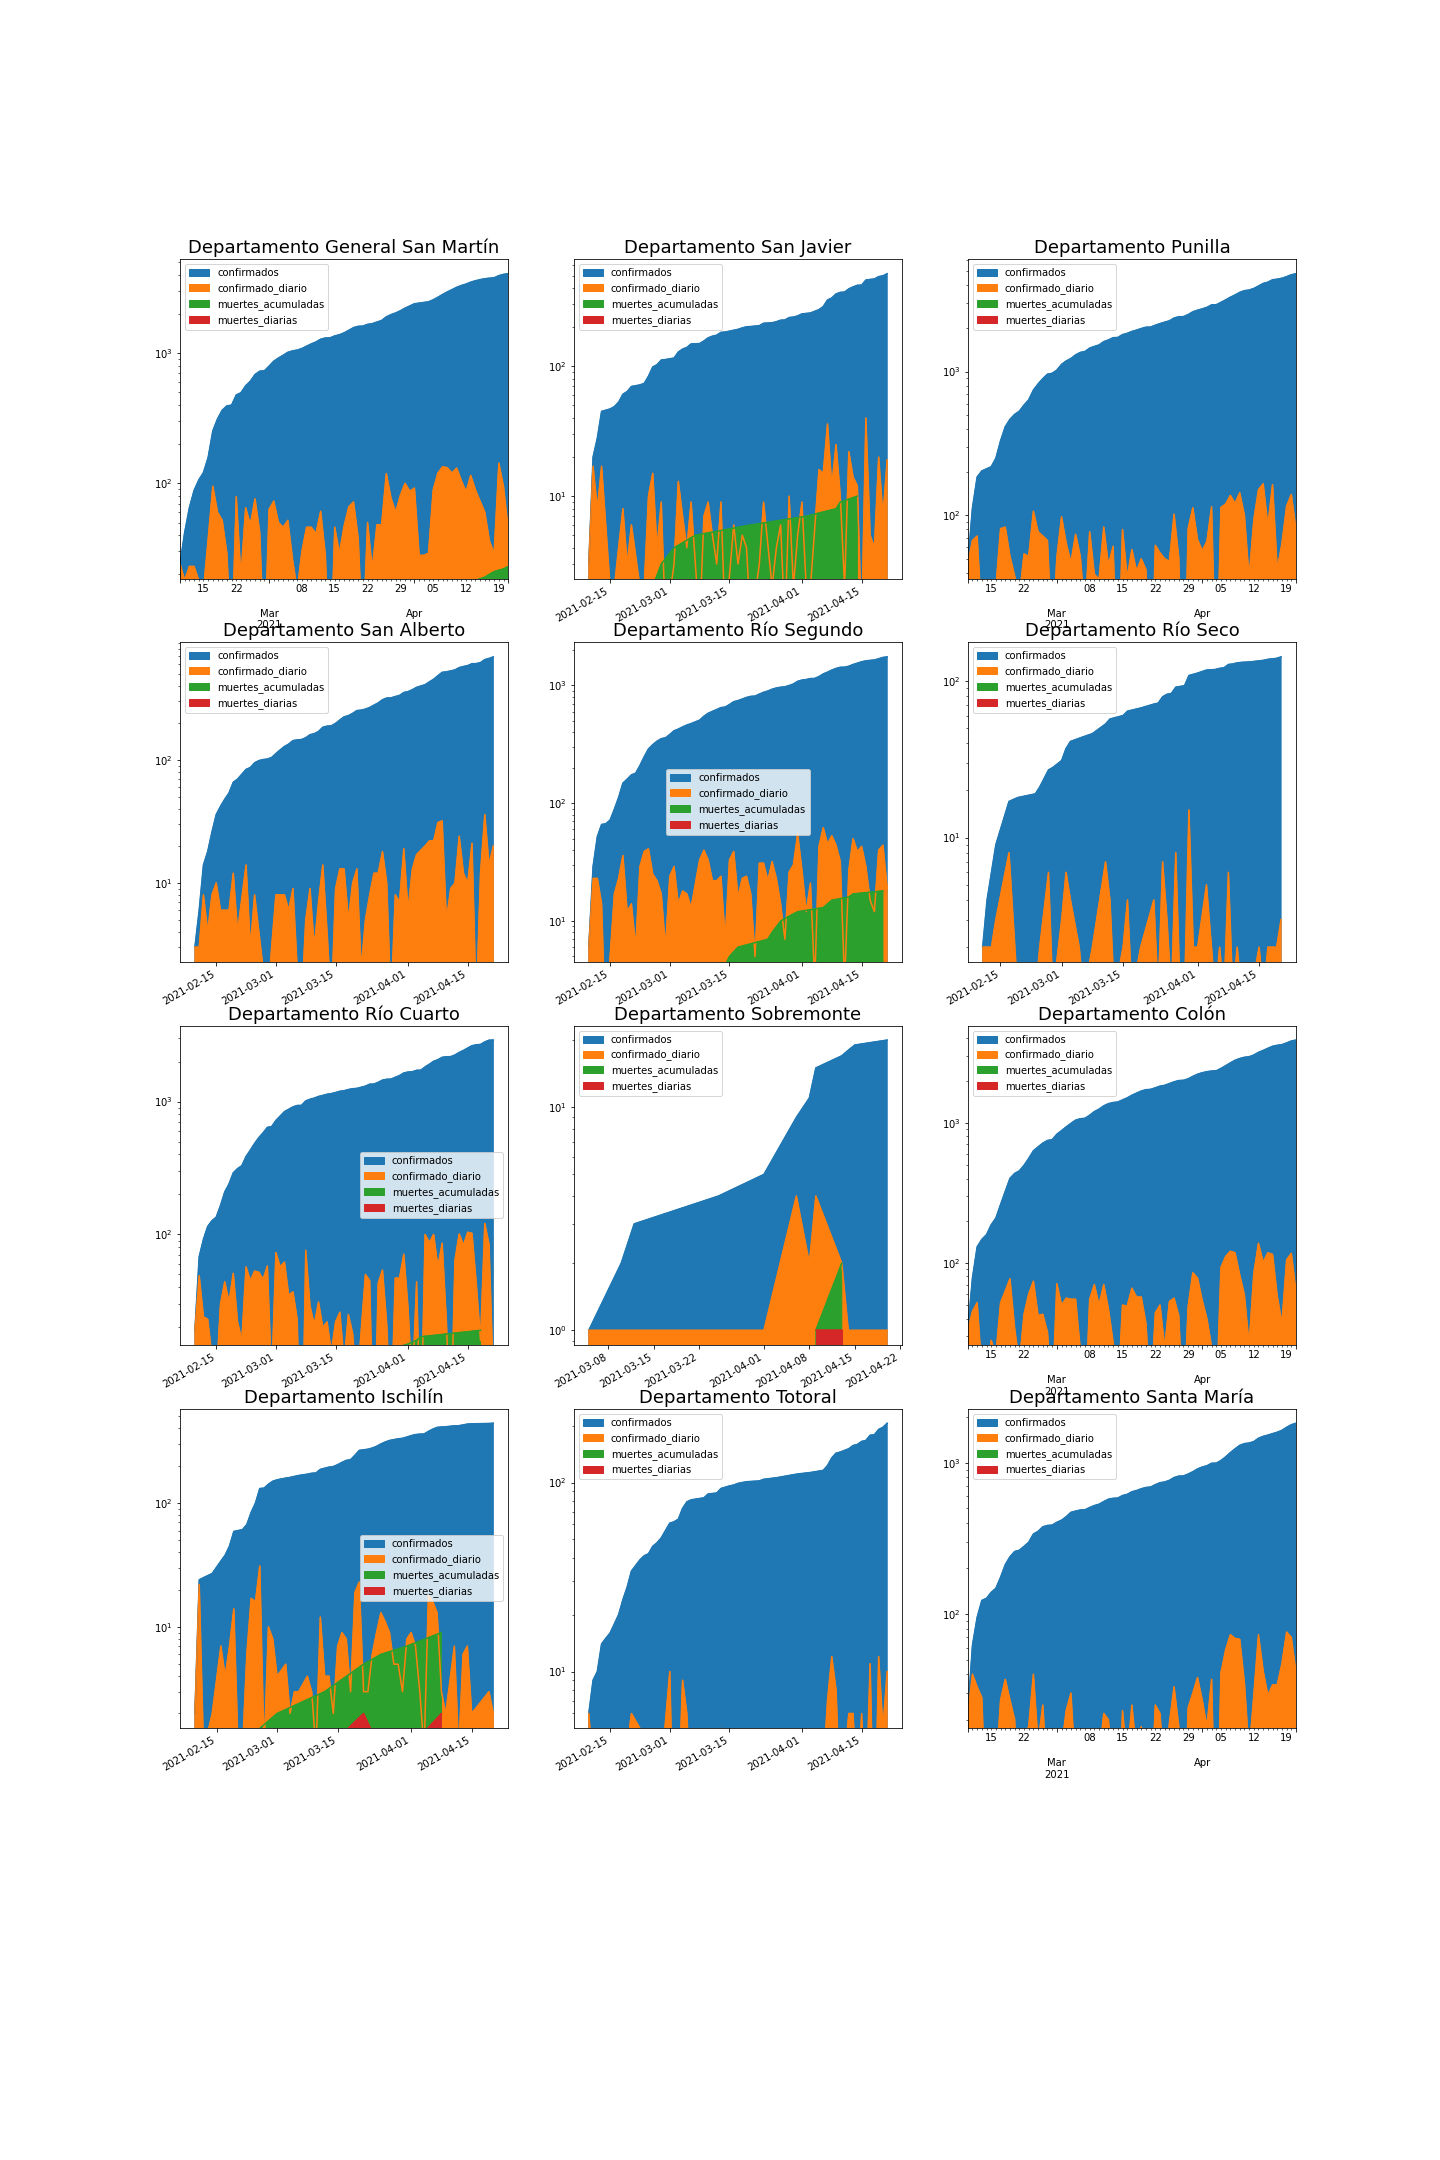 Departamento General San Martín
confirmados
confirmado_diario
muertes_acumuladas
muertes_diarias
10³
10²
15 22 08 15 22 29 05 12 19
Mar Apr
2021
Departamento San Javier
confirmados
confirmado_diario
muertes_acumuladas
muertes_diarias
10²
10¹
2021-02-15 2021-03-01 2021-03-15 2021-04-01 2021-04-15
Departamento Punilla
confirmados
confirmado_diario
muertes_acumuladas
muertes_diarias
10³
10²
15 22 08 15 22 29 05 12 19
Mar Apr
2021
Departamento San Alberto
confirmados
confirmado_diario
muertes_acumuladas
muertes_diarias
10²
10¹
2021-02-15 2021-03-01 2021-03-15 2021-04-01 2021-04-15
Departamento Río Segundo
confirmados
confirmado_diario
muertes_acumuladas
muertes_diarias
10³
10²
10¹
2021-02-15 2021-03-01 2021-03-15 2021-04-01 2021-04-15
Departamento Río Seco
confirmados
confirmado_diario
muertes_acumuladas
muertes_diarias
10²
10¹
2021-02-15 2021-03-01 2021-03-15 2021-04-01 2021-04-15
Departamento Río Cuarto
confirmados
confirmado_diario
muertes_acumuladas
muertes_diarias
10³
10²
2021-02-15 2021-03-01 2021-03-15 2021-04-01 2021-04-15
Departamento Sobremonte
confirmados
confirmado_diario
muertes_acumuladas
muertes_diarias
10¹
10⁰
2021-03-08 2021-03-15 2021-03-22 2021-04-01 2021-04-08 2021-04-15 2021-04-22
Departamento Colón
confirmados
confirmado_diario
muertes_acumuladas
muertes_diarias
10³
10²
15 22 08 15 22 29 05 12 19
Mar Apr
2021
Departamento Ischilín
confirmados
confirmado_diario
muertes_acumuladas
muertes_diarias
10²
10¹
2021-02-15 2021-03-01 2021-03-15 2021-04-01 2021-04-15
Departamento Totoral
confirmados
confirmado_diario
muertes_acumuladas
muertes_diarias
10²
10¹
2021-02-15 2021-03-01 2021-03-15 2021-04-01 2021-04-15
Departamento Santa María
confirmados
confirmado_diario
muertes_acumuladas
muertes_diarias
10³
10²
15 22 08 15 22 29 05 12 19
Mar Apr
2021